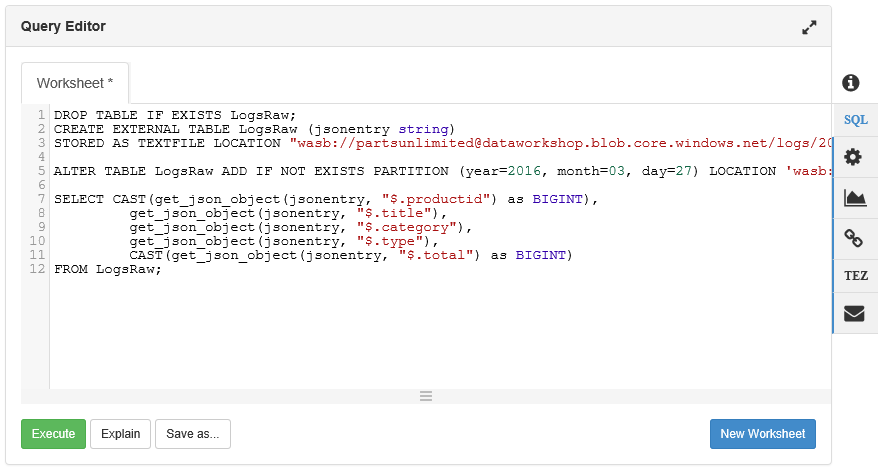 Query Editor
Worksheet *
1 DROP TABLE IF EXISTS LogsRaw;
2 CREATE EXTERNAL TABLE LogsRaw (jsonentry string)
3 STORED AS TEXTFILE LOCATION "wasb://partsunlimited@dataworkshop.blob.core.windows.net/logs/20
4
5 ALTER TABLE LogsRaw ADD IF NOT EXISTS PARTITION (year=2016, month=03, day=27) LOCATION 'wasb:
6
7 SELECT CAST(get_json_object(jsonentry, "$.productid") as BIGINT),
8 get_json_object(jsonentry, "$.title"),
9 get_json_object(jsonentry, "$.category"),
10 get_json_object(jsonentry, "$.type"),
11 CAST(get_json_object(jsonentry, "$.total") as BIGINT)
12 FROM LogsRaw;
SQL
TEZ
Execute Explain Save as... New Worksheet